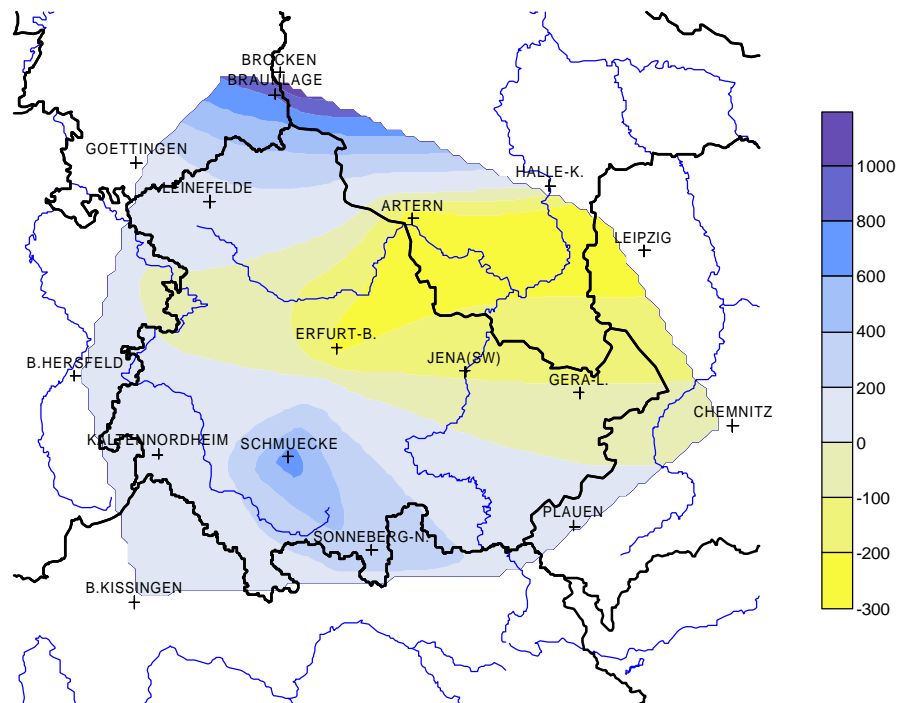 BROCKEN
BRAUNLAGE
GOETTINGEN
HALLE-K.
LEINEFELDE
ARTERN
LEIPZIG
ERFURT-B.
JENA(SW)
B.HERSFELD
GERA-L.
CHEMNITZ
KALTENNORDHEIM
SCHMUECKE
PLAUEN
SONNEBERG-N.
B.KISSINGEN
1000
800
600
400
200
0
-100
-200
-300